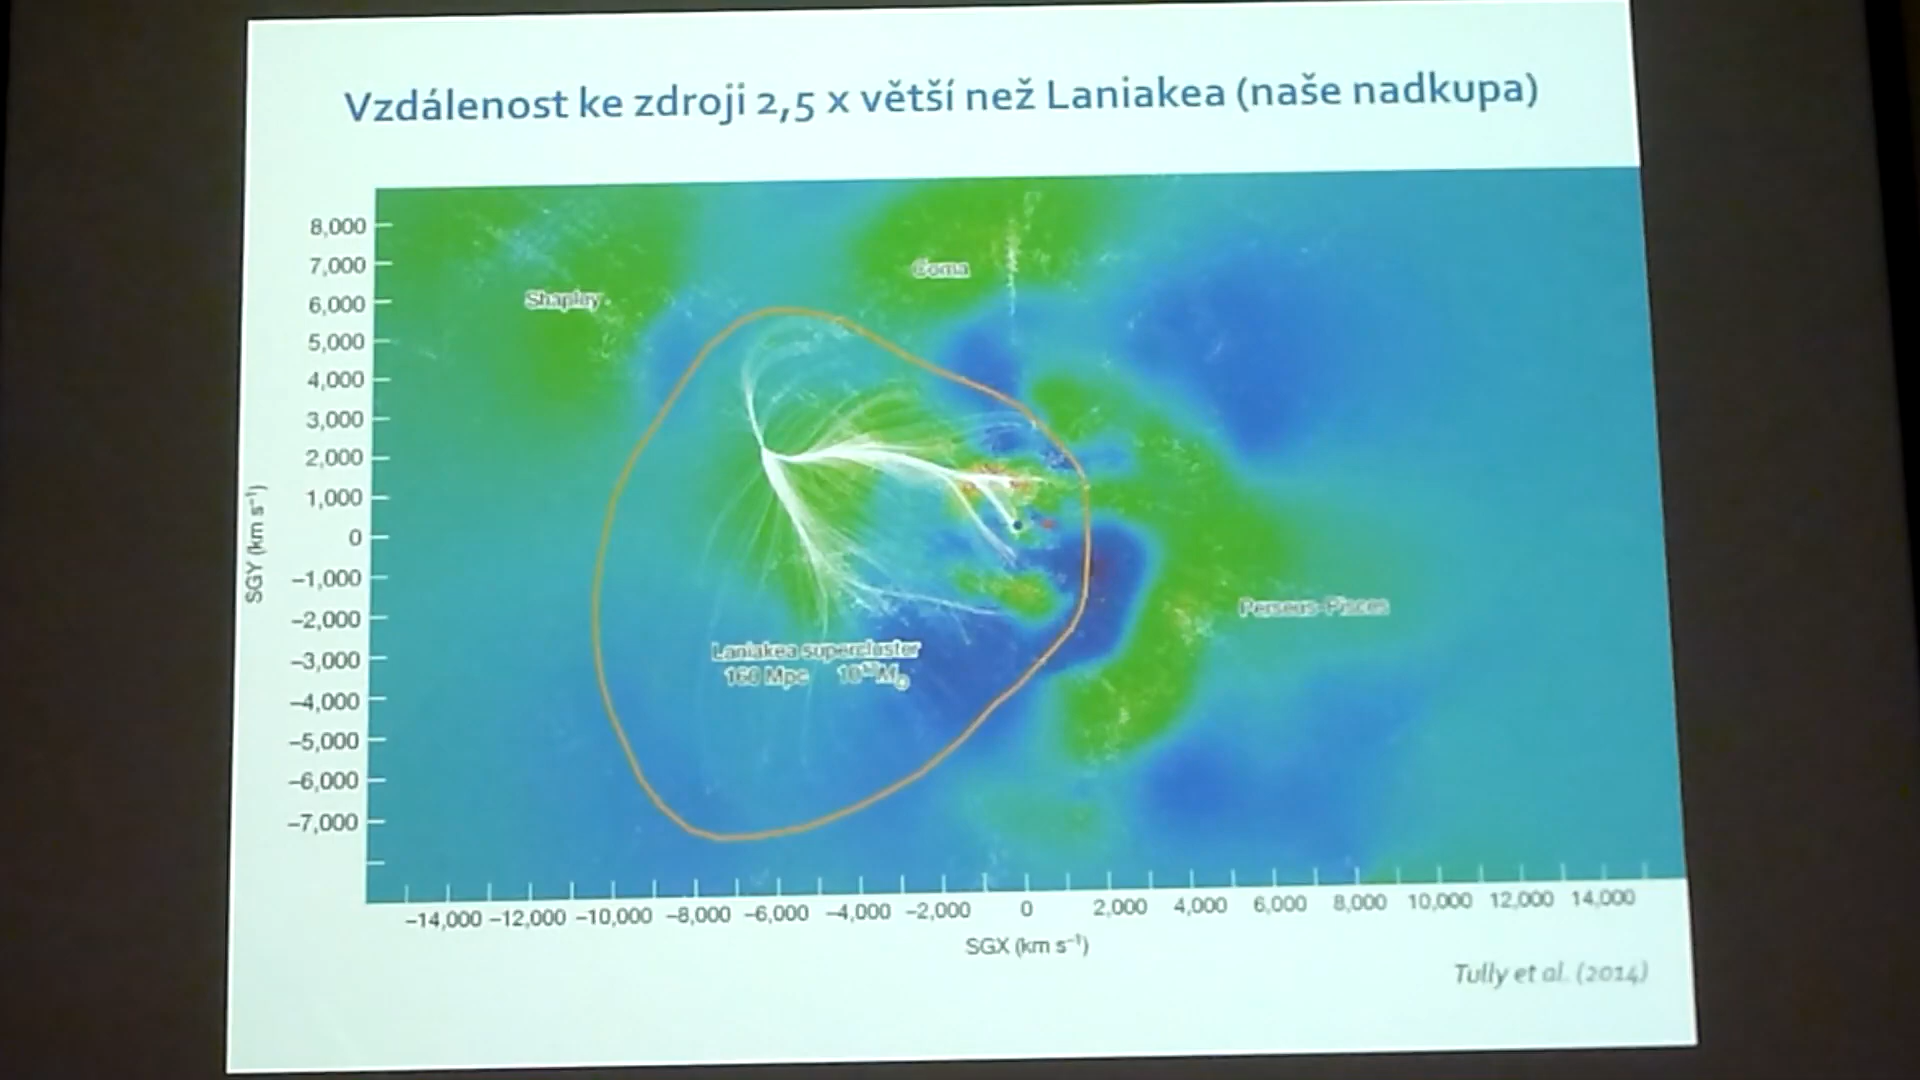 Vzdálenost ke zdroji 2,5 x větší než Laniakea (naše nadkupa)
8,000
7,000
6,000
5,000
4,000
3,000
2,000
1,000
0
–1,000
–2,000
–3,000
–4,000
–5,000
–6,000
–7,000
SGY (km s⁻¹)
Shapley
Coma
Perseus–Pisces
Laniakea supercluster
160 Mpc
–14,000 –12,000 –10,000 –8,000 –6,000 –4,000 –2,000 0 2,000 4,000 6,000 8,000 10,000 12,000 14,000
SGX (km s⁻¹)
Tully et al. (2014)